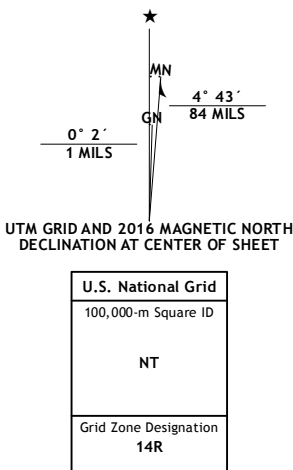 ★
MN
GN
4° 43´
84 MILS
0° 2´
1 MILS
UTM GRID AND 2016 MAGNETIC NORTH
DECLINATION AT CENTER OF SHEET
U.S. National Grid
100,000-m Square ID
NT
Grid Zone Designation
14R